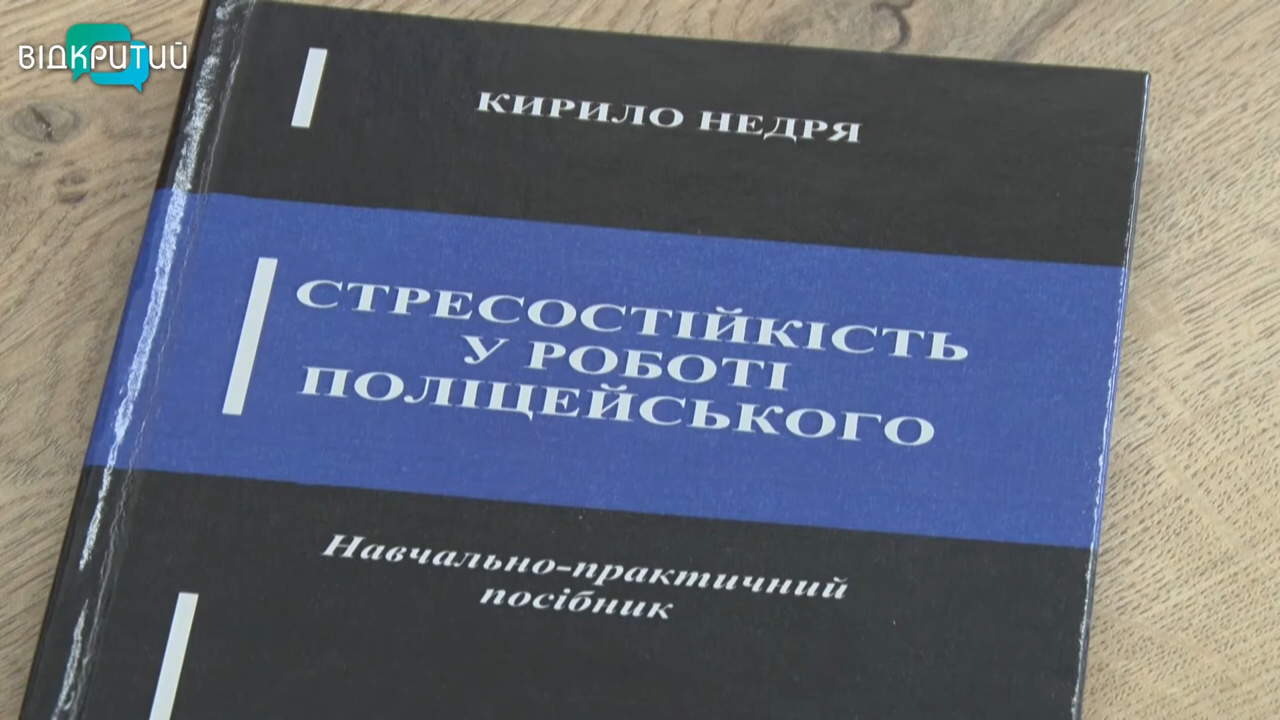 ВІДКРИТИЙ
КИРИЛО НЕДРЯ
СТРЕСОСТІЙКІСТЬ
У РОБОТІ
ПОЛІЦЕЙСЬКОГО
Навчально-практичний
посібник